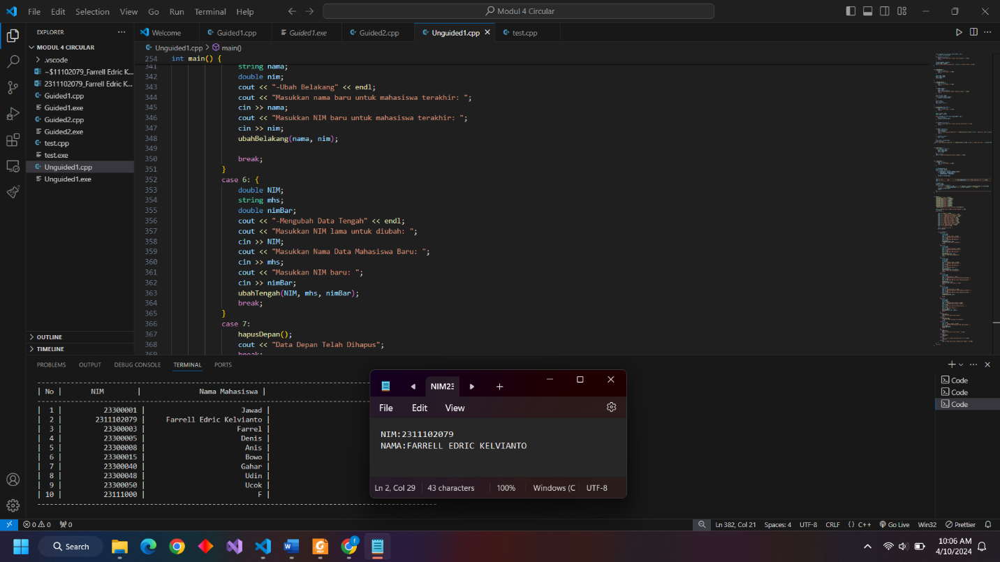 File Edit Selection View Go Run Terminal Help
Modul 4 Circular
EXPLORER
MODUL 4 CIRCULAR
.vscode
~$11102079_Farrell Edric K...
2311102079_Farrell Edric K...
Guided1.cpp
Guided1.exe
Guided2.cpp
Guided2.exe
test.cpp
test.exe
Unguided1.cpp
Unguided1.exe
OUTLINE
TIMELINE
Welcome Guided1.cpp Guided1.exe Guided2.cpp Unguided1.cpp test.cpp
Unguided1.cpp > main()
254 int main() {
341 string nama;
342 double nim;
343 cout << "-Ubah Belakang" << endl;
344 cout << "Masukkan nama baru untuk mahasiswa terakhir: ";
345 cin >> nama;
346 cout << "Masukkan NIM baru untuk mahasiswa terakhir: ";
347 cin >> nim;
348 ubahBelakang(nama, nim);
349
350 break;
351 }
352 case 6: {
353 double NIM;
354 string mhs;
355 double nimBar;
356 cout << "-Mengubah Data Tengah" << endl;
357 cout << "Masukkan NIM lama untuk diubah: ";
358 cin >> NIM;
359 cout << "Masukkan Nama Data Mahasiswa Baru: ";
360 cin >> mhs;
361 cout << "Masukkan NIM baru: ";
362 cin >> nimBar;
363 ubahTengah(NIM, mhs, nimBar);
364 break;
365 }
366 case 7:
367 hapusDepan();
368 cout << "Data Depan Telah Dihapus";
369 break;
PROBLEMS OUTPUT DEBUG CONSOLE TERMINAL PORTS
| No | NIM | Nama Mahasiswa |
| 1 | 23300001 | Jawad |
| 2 | 2311102079 | Farrell Edric Kelvianto |
| 3 | 23300003 | Farrel |
| 4 | 23300005 | Denis |
| 5 | 23300008 | Anis |
| 6 | 23300015 | Bowo |
| 7 | 23300040 | Gahar |
| 8 | 23300048 | Udin |
| 9 | 23300050 | Ucok |
| 10 | 23111000 | F |
Code
Code
Code
NIM23
File Edit View
NIM:2311102079
NAMA:FARRELL EDRIC KELVIANTO
Ln 2, Col 29 43 characters 100% Windows (C UTF-8
0 0 0 Ln 382, Col 21 Spaces: 4 UTF-8 CRLF {} C++ Go Live Win32 Prettier
Search
10:06 AM
4/10/2024